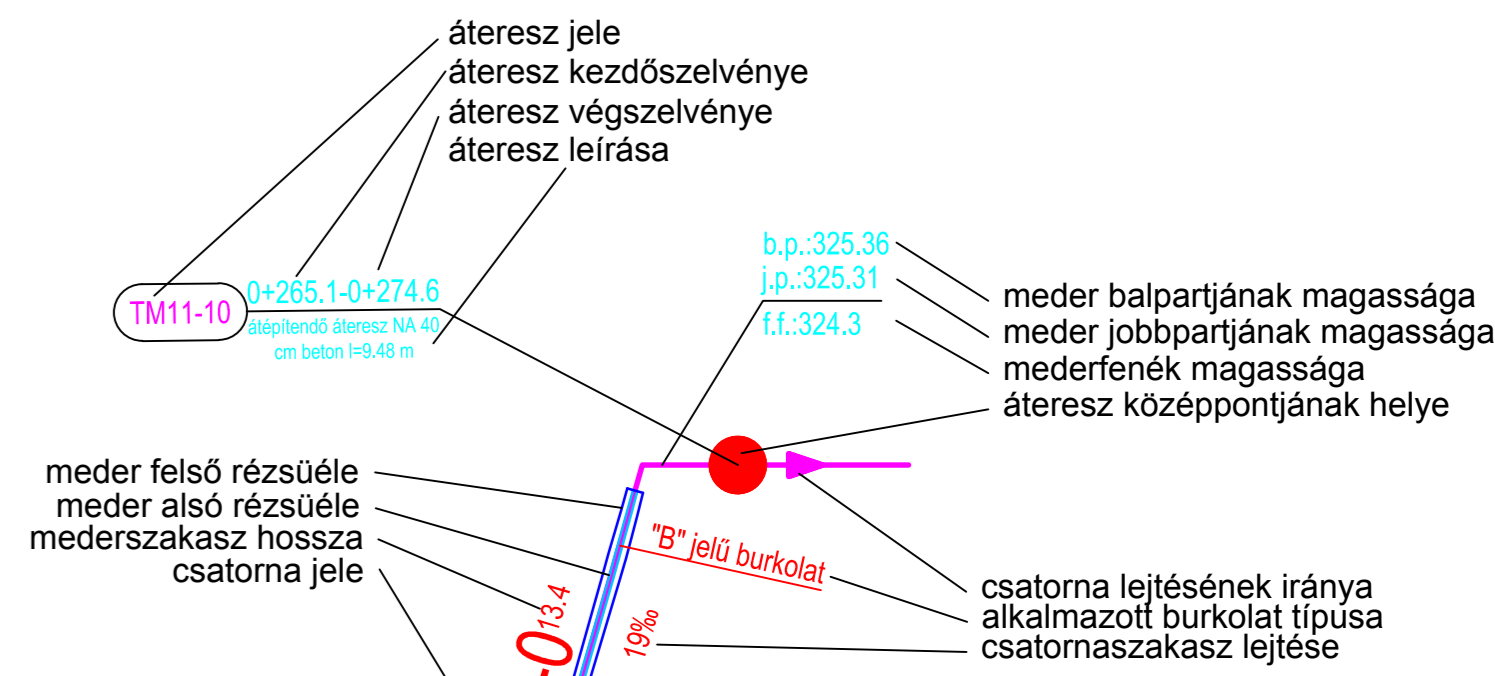 áteresz jele
áteresz kezdőszelvénye
áteresz végszelvénye
áteresz leírása
b.p.:325.36
j.p.:325.31
f.f.:324.3
TM11-10
0+265.1-0+274.6
átépítendő áteresz NA 40
cm beton l=9.48 m
meder balpartjának magassága
meder jobbpartjának magassága
mederfenék magassága
áteresz középpontjának helye
meder felső rézsüéle
meder alsó rézsüéle
mederszakasz hossza
csatorna jele
"B" jelű burkolat
13.4
19‰
-0
csatorna lejtésének iránya
alkalmazott burkolat típusa
csatornaszakasz lejtése